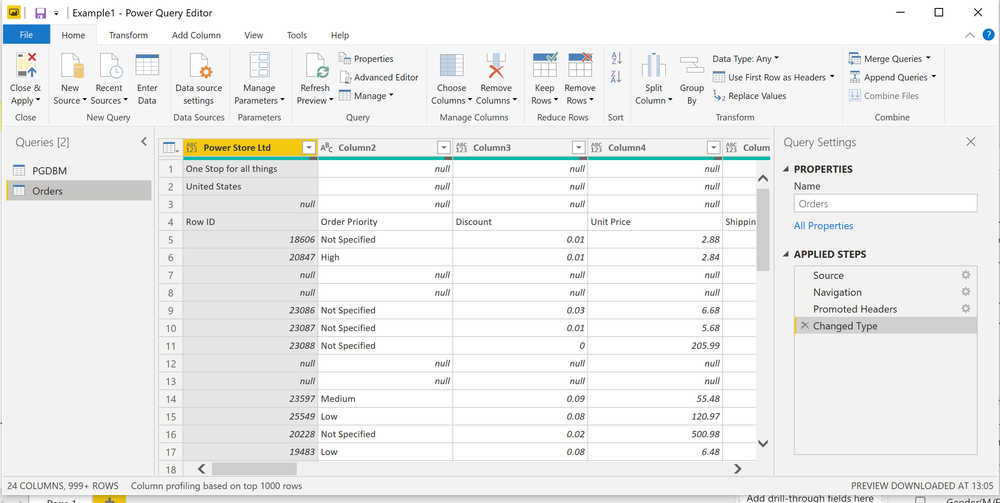 Example1 - Power Query Editor
File Home Transform Add Column View Tools Help ?
Close & Apply
New Source
Recent Sources
Enter Data
Data source settings
Manage Parameters
Refresh Preview
Properties
Advanced Editor
Manage
Choose Columns
Remove Columns
Keep Rows
Remove Rows
A Z
Z A
Split Column
Group By
Data Type: Any
Use First Row as Headers
1 2 Replace Values
Merge Queries
Append Queries
Combine Files
Close New Query Data Sources Parameters Query Manage Columns Reduce Rows Sort Transform Combine
Queries [2]
PGDBM
Orders
ABC 123 Power Store Ltd ABC Column2 ABC 123 Column3 ABC 123 Column4 ABC 123 Colum
1 One Stop for all things null null null
2 United States null null null
3 null null null null
4 Row ID Order Priority Discount Unit Price Shippin
5 18606 Not Specified 0.01 2.88
6 20847 High 0.01 2.84
7 null null null null
8 null null null null
9 23086 Not Specified 0.03 6.68
10 23087 Not Specified 0.01 5.68
11 23088 Not Specified 0 205.99
12 null null null null
13 null null null null
14 23597 Medium 0.09 55.48
15 25549 Low 0.08 120.97
16 20228 Not Specified 0.02 500.98
17 19483 Low 0.08 6.48
18
Query Settings
PROPERTIES
Name
Orders
All Properties
APPLIED STEPS
Source
Navigation
Promoted Headers
Changed Type
24 COLUMNS, 999+ ROWS Column profiling based on top 1000 rows PREVIEW DOWNLOADED AT 13:05
Page 1 Add drill-through fields here